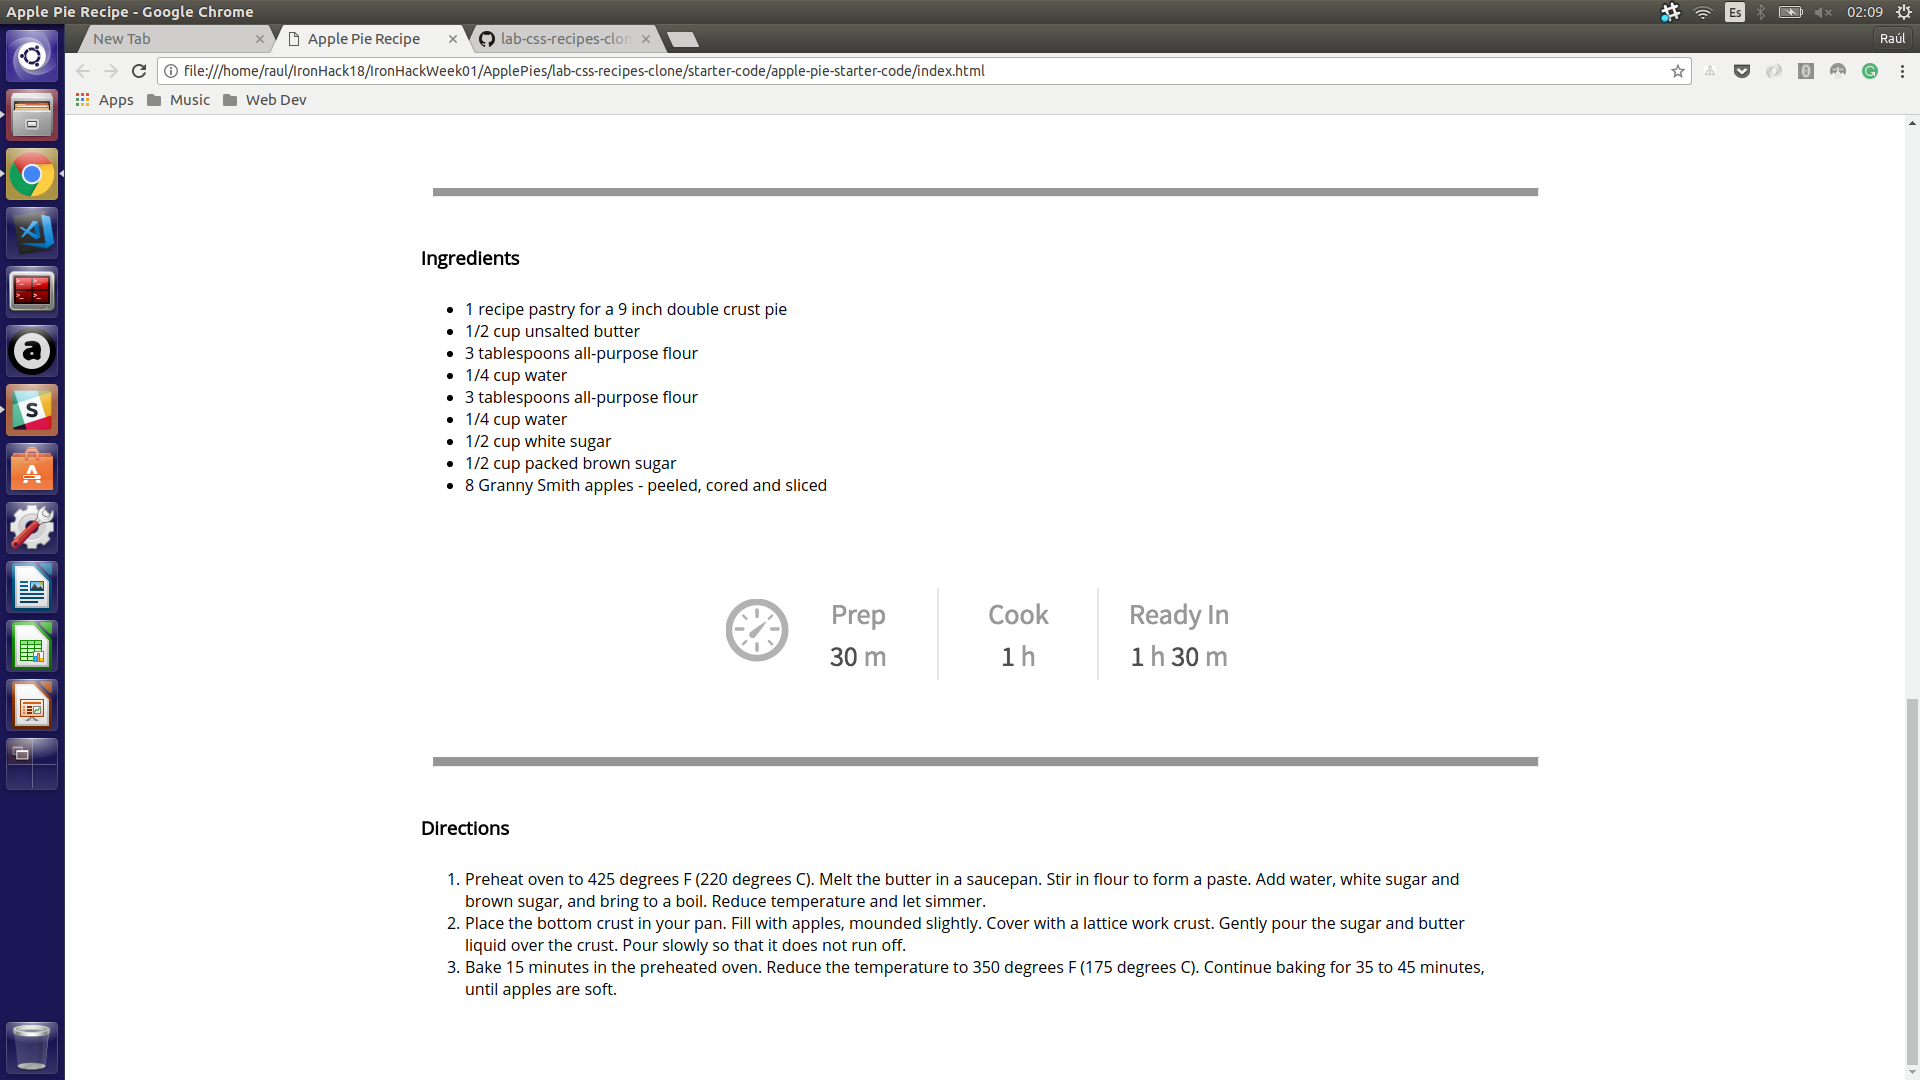 Apple Pie Recipe - Google Chrome
Es
02:09
New Tab
Apple Pie Recipe
lab-css-recipes-clon
Raúl
file:///home/raul/IronHack18/IronHackWeek01/ApplePies/lab-css-recipes-clone/starter-code/apple-pie-starter-code/index.html
Apps
Music
Web Dev
Ingredients
1 recipe pastry for a 9 inch double crust pie
1/2 cup unsalted butter
3 tablespoons all-purpose flour
1/4 cup water
3 tablespoons all-purpose flour
1/4 cup water
1/2 cup white sugar
1/2 cup packed brown sugar
8 Granny Smith apples - peeled, cored and sliced
Prep Cook Ready In
30 m 1 h 1 h 30 m
Directions
1. Preheat oven to 425 degrees F (220 degrees C). Melt the butter in a saucepan. Stir in flour to form a paste. Add water, white sugar and
brown sugar, and bring to a boil. Reduce temperature and let simmer.
2. Place the bottom crust in your pan. Fill with apples, mounded slightly. Cover with a lattice work crust. Gently pour the sugar and butter
liquid over the crust. Pour slowly so that it does not run off.
3. Bake 15 minutes in the preheated oven. Reduce the temperature to 350 degrees F (175 degrees C). Continue baking for 35 to 45 minutes,
until apples are soft.